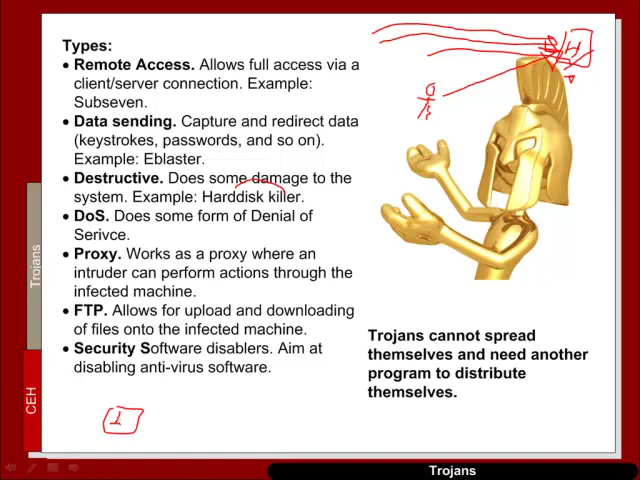 Types:
• Remote Access. Allows full access via a
client/server connection. Example:
Subseven.
• Data sending. Capture and redirect data
(keystrokes, passwords, and so on).
Example: Eblaster.
• Destructive. Does some damage to the
system. Example: Harddisk killer.
• DoS. Does some form of Denial of
Serivce.
• Proxy. Works as a proxy where an
intruder can perform actions through the
infected machine.
• FTP. Allows for upload and downloading
of files onto the infected machine.
• Security Software disablers. Aim at
disabling anti-virus software.
Trojans cannot spread
themselves and need another
program to distribute
themselves.
Trojans
CEH
Trojans